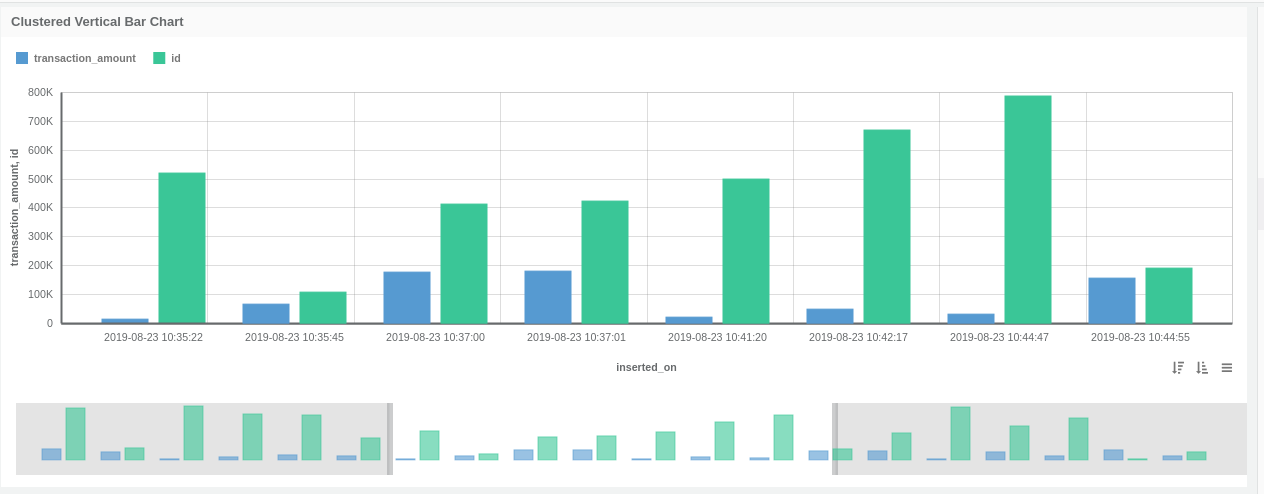 Clustered Vertical Bar Chart
transaction_amount id
800K
700K
600K
500K
400K
300K
200K
100K
0
transaction_amount, id
2019-08-23 10:35:22 2019-08-23 10:35:45 2019-08-23 10:37:00 2019-08-23 10:37:01 2019-08-23 10:41:20 2019-08-23 10:42:17 2019-08-23 10:44:47 2019-08-23 10:44:55
inserted_on